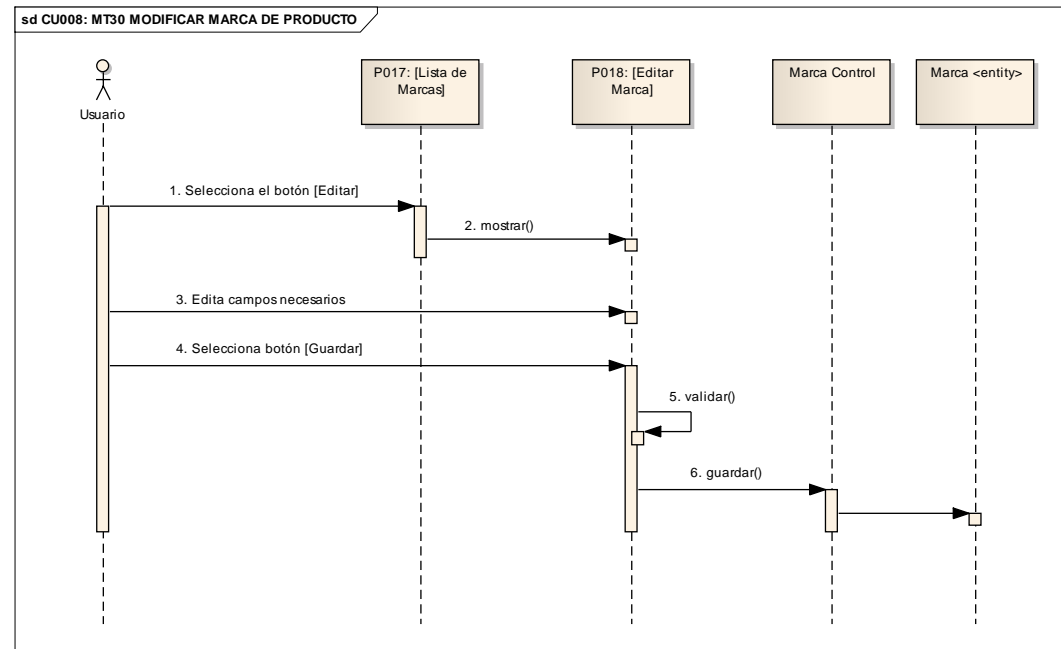 sd CU008: MT30 MODIFICAR MARCA DE PRODUCTO
Usuario
P017: [Lista de
Marcas]
P018: [Editar
Marca]
Marca Control
Marca <entity>
1. Selecciona el botón [Editar]
2. mostrar()
3. Edita campos necesarios
4. Selecciona botón [Guardar]
5. validar()
6. guardar()